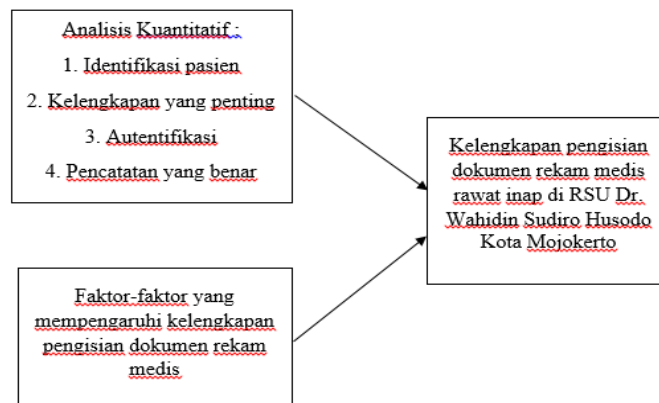 Analisis Kuantitatif :
1. Identifikasi pasien
2. Kelengkapan yang penting
3. Autentifikasi
4. Pencatatan yang benar
Kelengkapan pengisian
dokumen rekam medis
rawat inap di RSU Dr.
Wahidin Sudiro Husodo
Kota Mojokerto
Faktor-faktor yang
mempengaruhi kelengkapan
pengisian dokumen rekam
medis